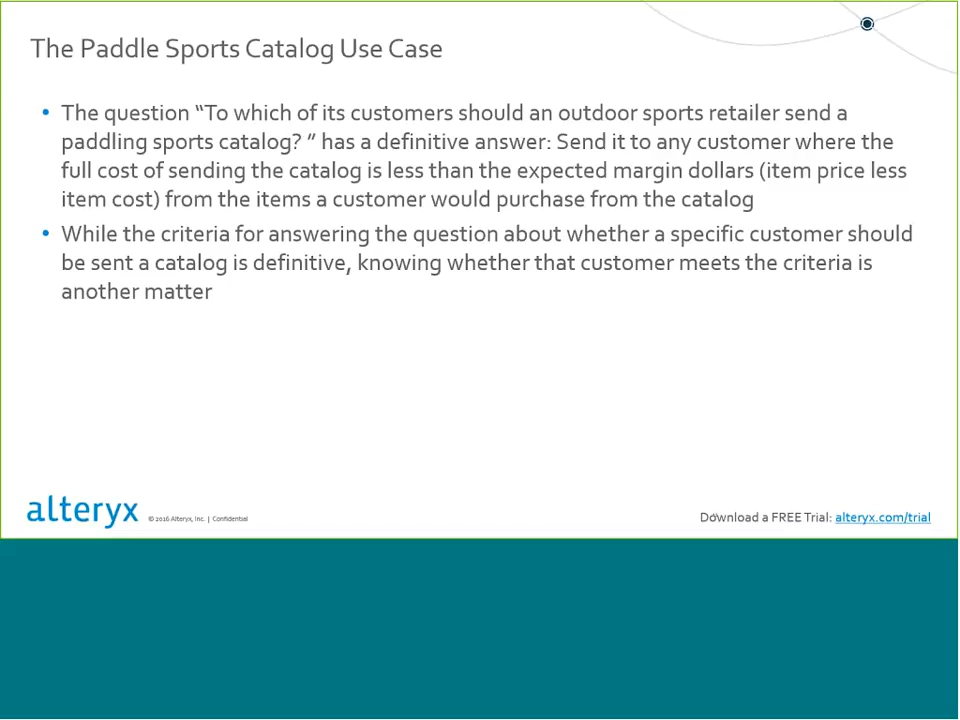 The Paddle Sports Catalog Use Case
• The question “To which of its customers should an outdoor sports retailer send a
paddling sports catalog? ” has a definitive answer: Send it to any customer where the
full cost of sending the catalog is less than the expected margin dollars (item price less
item cost) from the items a customer would purchase from the catalog
• While the criteria for answering the question about whether a specific customer should
be sent a catalog is definitive, knowing whether that customer meets the criteria is
another matter
alteryx © 2016 Alteryx, Inc. | Confidential
Download a FREE Trial: alteryx.com/trial